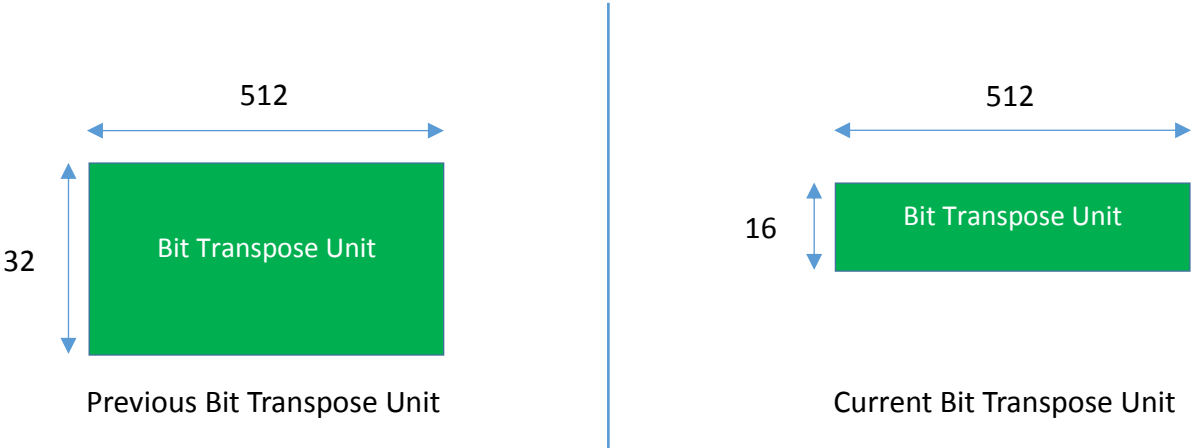 512
32
Bit Transpose Unit
Previous Bit Transpose Unit
512
16
Bit Transpose Unit
Current Bit Transpose Unit